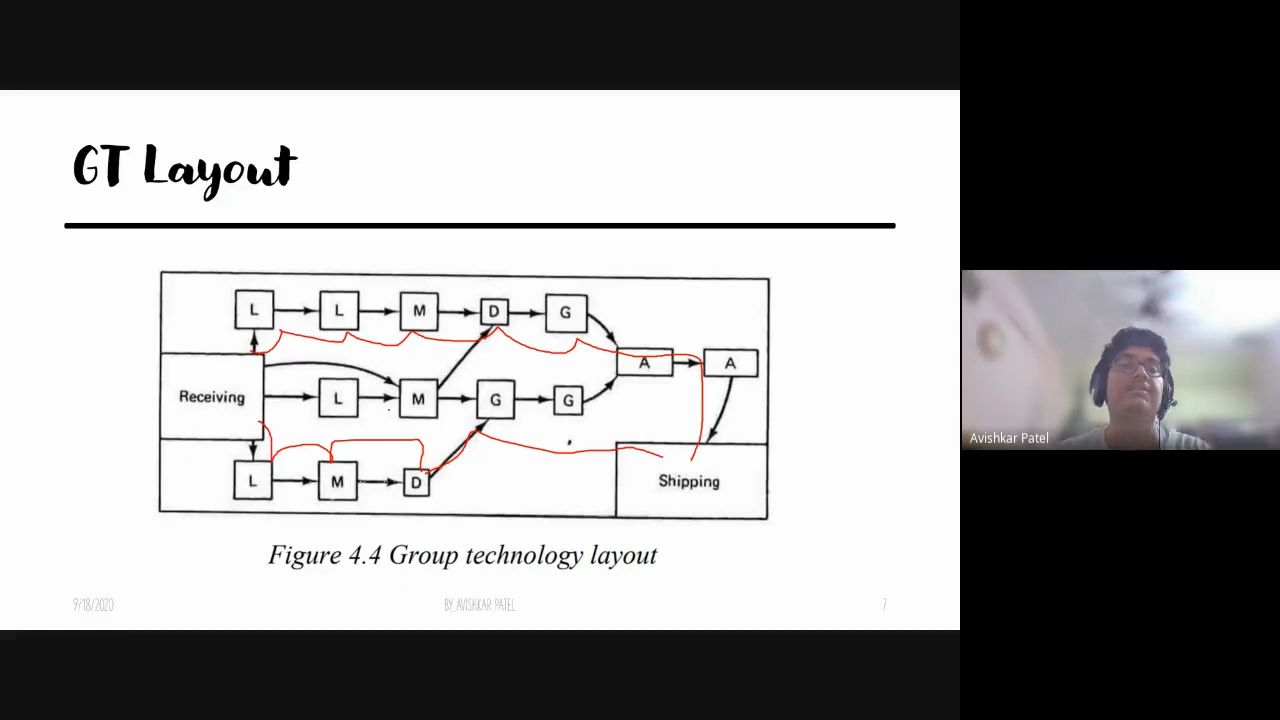 GT Layout
L L M D G
A A
Receiving L M G G
L M D Shipping
Figure 4.4 Group technology layout
9/18/2020 BY_AVISHKAR PATEL 7
Avishkar Patel